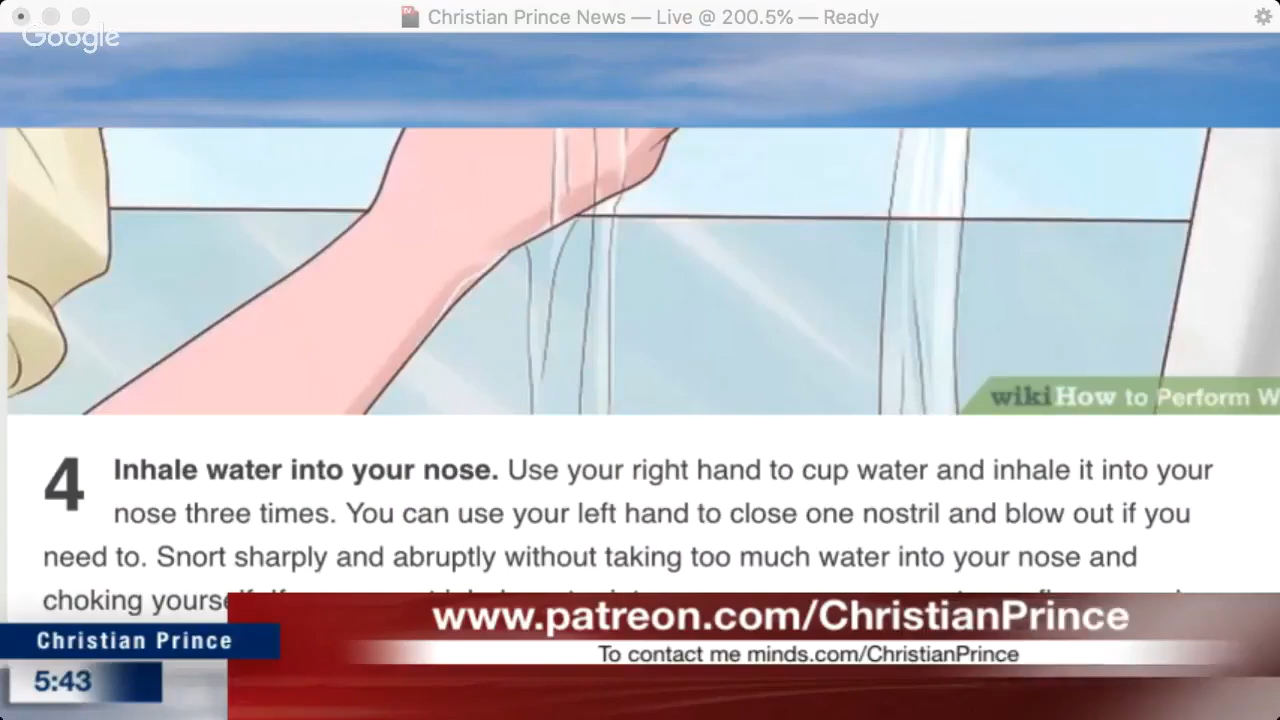 Christian Prince News — Live @ 200.5% — Ready
Google
wikiHow to Perform W
4 Inhale water into your nose. Use your right hand to cup water and inhale it into your
nose three times. You can use your left hand to close one nostril and blow out if you
need to. Snort sharply and abruptly without taking too much water into your nose and
choking
www.patreon.com/ChristianPrince
Christian Prince
To contact me minds.com/ChristianPrince
5:43